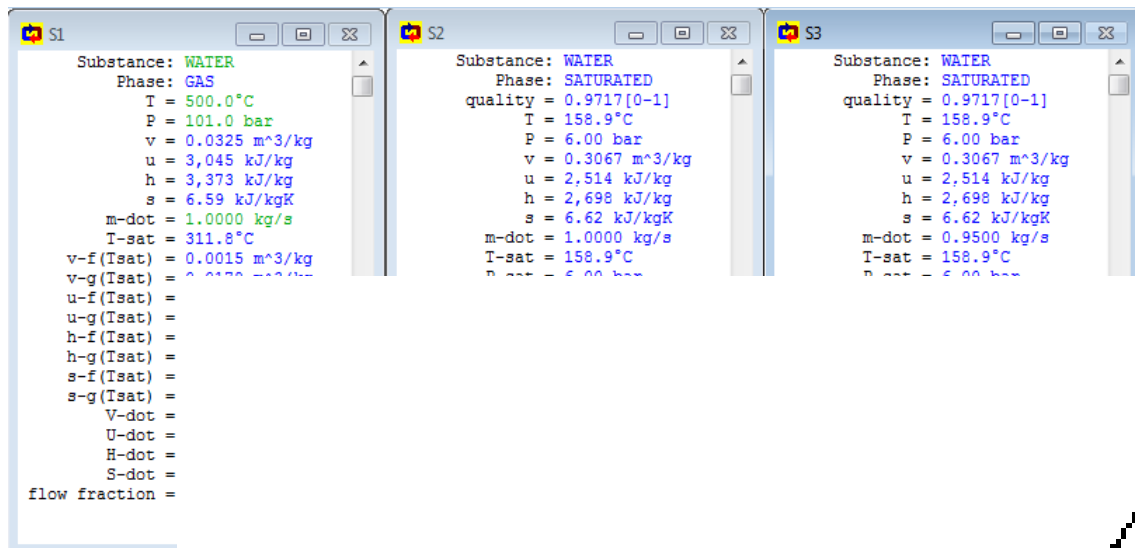 S1
Substance: WATER
Phase: GAS
T = 500.0°C
P = 101.0 bar
v = 0.0325 m^3/kg
u = 3,045 kJ/kg
h = 3,373 kJ/kg
s = 6.59 kJ/kgK
m-dot = 1.0000 kg/s
T-sat = 311.8°C
v-f(Tsat) = 0.0015 m^3/kg
v-g(Tsat) =
u-f(Tsat) =
u-g(Tsat) =
h-f(Tsat) =
h-g(Tsat) =
s-f(Tsat) =
s-g(Tsat) =
V-dot =
U-dot =
H-dot =
S-dot =
flow fraction =
S2
Substance: WATER
Phase: SATURATED
quality = 0.9717[0-1]
T = 158.9°C
P = 6.00 bar
v = 0.3067 m^3/kg
u = 2,514 kJ/kg
h = 2,698 kJ/kg
s = 6.62 kJ/kgK
m-dot = 1.0000 kg/s
T-sat = 158.9°C
S3
Substance: WATER
Phase: SATURATED
quality = 0.9717[0-1]
T = 158.9°C
P = 6.00 bar
v = 0.3067 m^3/kg
u = 2,514 kJ/kg
h = 2,698 kJ/kg
s = 6.62 kJ/kgK
m-dot = 0.9500 kg/s
T-sat = 158.9°C